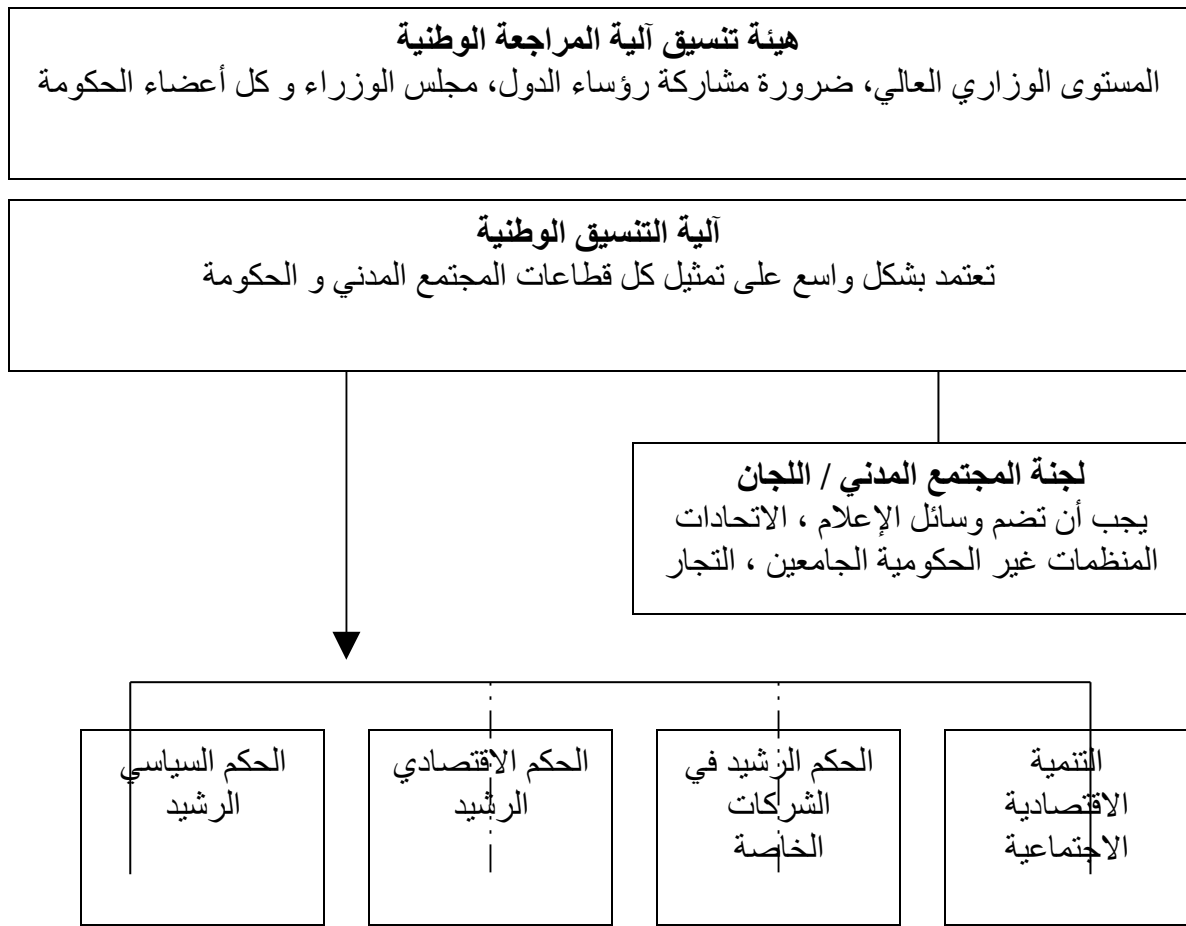 هيئة تنسيق آلية المراجعة الوطنية
المستوى الوزاري العالي، ضرورة مشاركة رؤساء الدول، مجلس الوزراء و كل أعضاء الحكومة
آلية التنسيق الوطنية
تعتمد بشكل واسع على تمثيل كل قطاعات المجتمع المدني و الحكومة
لجنة المجتمع المدني / اللجان
يجب أن تضم وسائل الإعلام ، الاتحادات
المنظمات غير الحكومية الجامعين ، التجار
التنمية
الاقتصادية
الاجتماعية
الحكم الرشيد في
الشركات
الخاصة
الحكم الاقتصادي
الرشيد
الحكم السياسي
الرشيد